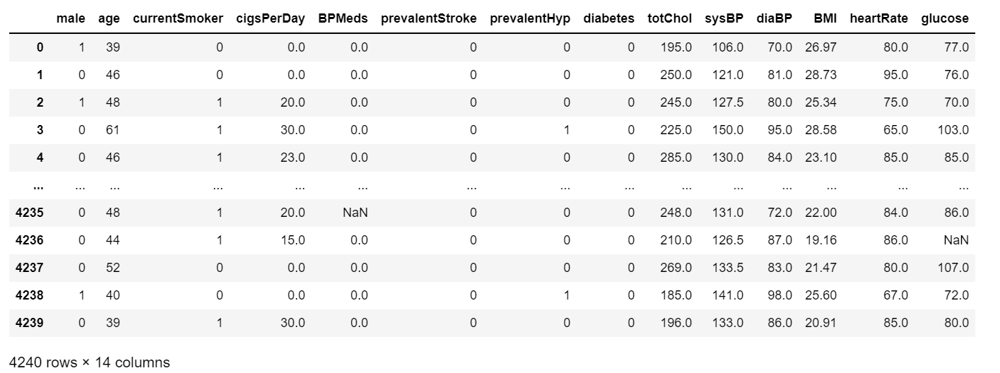 male age currentSmoker cigsPerDay BPMeds prevalentStroke prevalentHyp diabetes totChol sysBP diaBP BMI heartRate glucose
0 1 39 0 0.0 0.0 0 0 0 195.0 106.0 70.0 26.97 80.0 77.0
1 0 46 0 0.0 0.0 0 0 0 250.0 121.0 81.0 28.73 95.0 76.0
2 1 48 1 20.0 0.0 0 0 0 245.0 127.5 80.0 25.34 75.0 70.0
3 0 61 1 30.0 0.0 0 1 0 225.0 150.0 95.0 28.58 65.0 103.0
4 0 46 1 23.0 0.0 0 0 0 285.0 130.0 84.0 23.10 85.0 85.0
... ... ... ... ... ... ... ... ... ... ... ... ... ... ...
4235 0 48 1 20.0 NaN 0 0 0 248.0 131.0 72.0 22.00 84.0 86.0
4236 0 44 1 15.0 0.0 0 0 0 210.0 126.5 87.0 19.16 86.0 NaN
4237 0 52 0 0.0 0.0 0 0 0 269.0 133.5 83.0 21.47 80.0 107.0
4238 1 40 0 0.0 0.0 0 1 0 185.0 141.0 98.0 25.60 67.0 72.0
4239 0 39 1 30.0 0.0 0 0 0 196.0 133.0 86.0 20.91 85.0 80.0
4240 rows × 14 columns